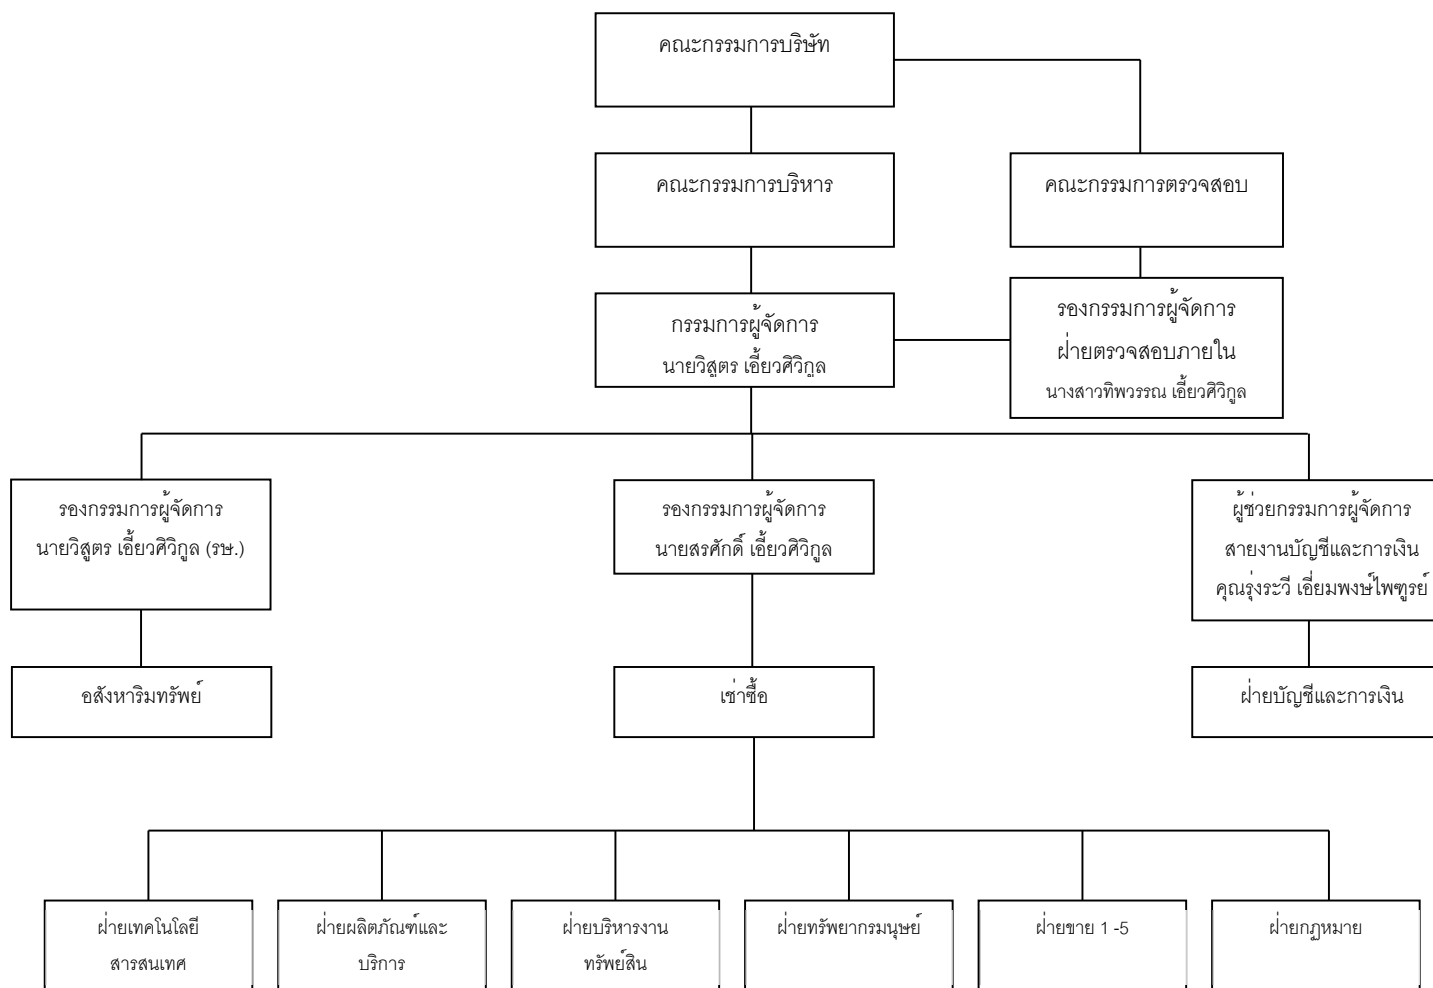 คณะกรรมการบริษัท
คณะกรรมการบริหาร
คณะกรรมการตรวจสอบ
กรรมการผู้จัดการ
นายวิสูตร เอี้ยวศิวิกูล
รองกรรมการผู้จัดการ
ฝ่ายตรวจสอบภายใน
นางสาวทิพวรรณ เอี้ยวศิวิกูล
รองกรรมการผู้จัดการ
นายวิสูตร เอี้ยวศิวิกูล (รษ.)
รองกรรมการผู้จัดการ
นายสรศักดิ์ เอี้ยวศิวิกูล
ผู้ช่วยกรรมการผู้จัดการ
สายงานบัญชีและการเงิน
คุณรุ่งระวี เอี่ยมพงษ์ไพฑูรย์
อสังหาริมทรัพย์
เช่าซื้อ
ฝ่ายบัญชีและการเงิน
ฝ่ายเทคโนโลยี
สารสนเทศ
ฝ่ายผลิตภัณฑ์และ
บริการ
ฝ่ายบริหารงาน
ทรัพย์สิน
ฝ่ายทรัพยากรมนุษย์
ฝ่ายขาย 1 -5
ฝ่ายกฎหมาย